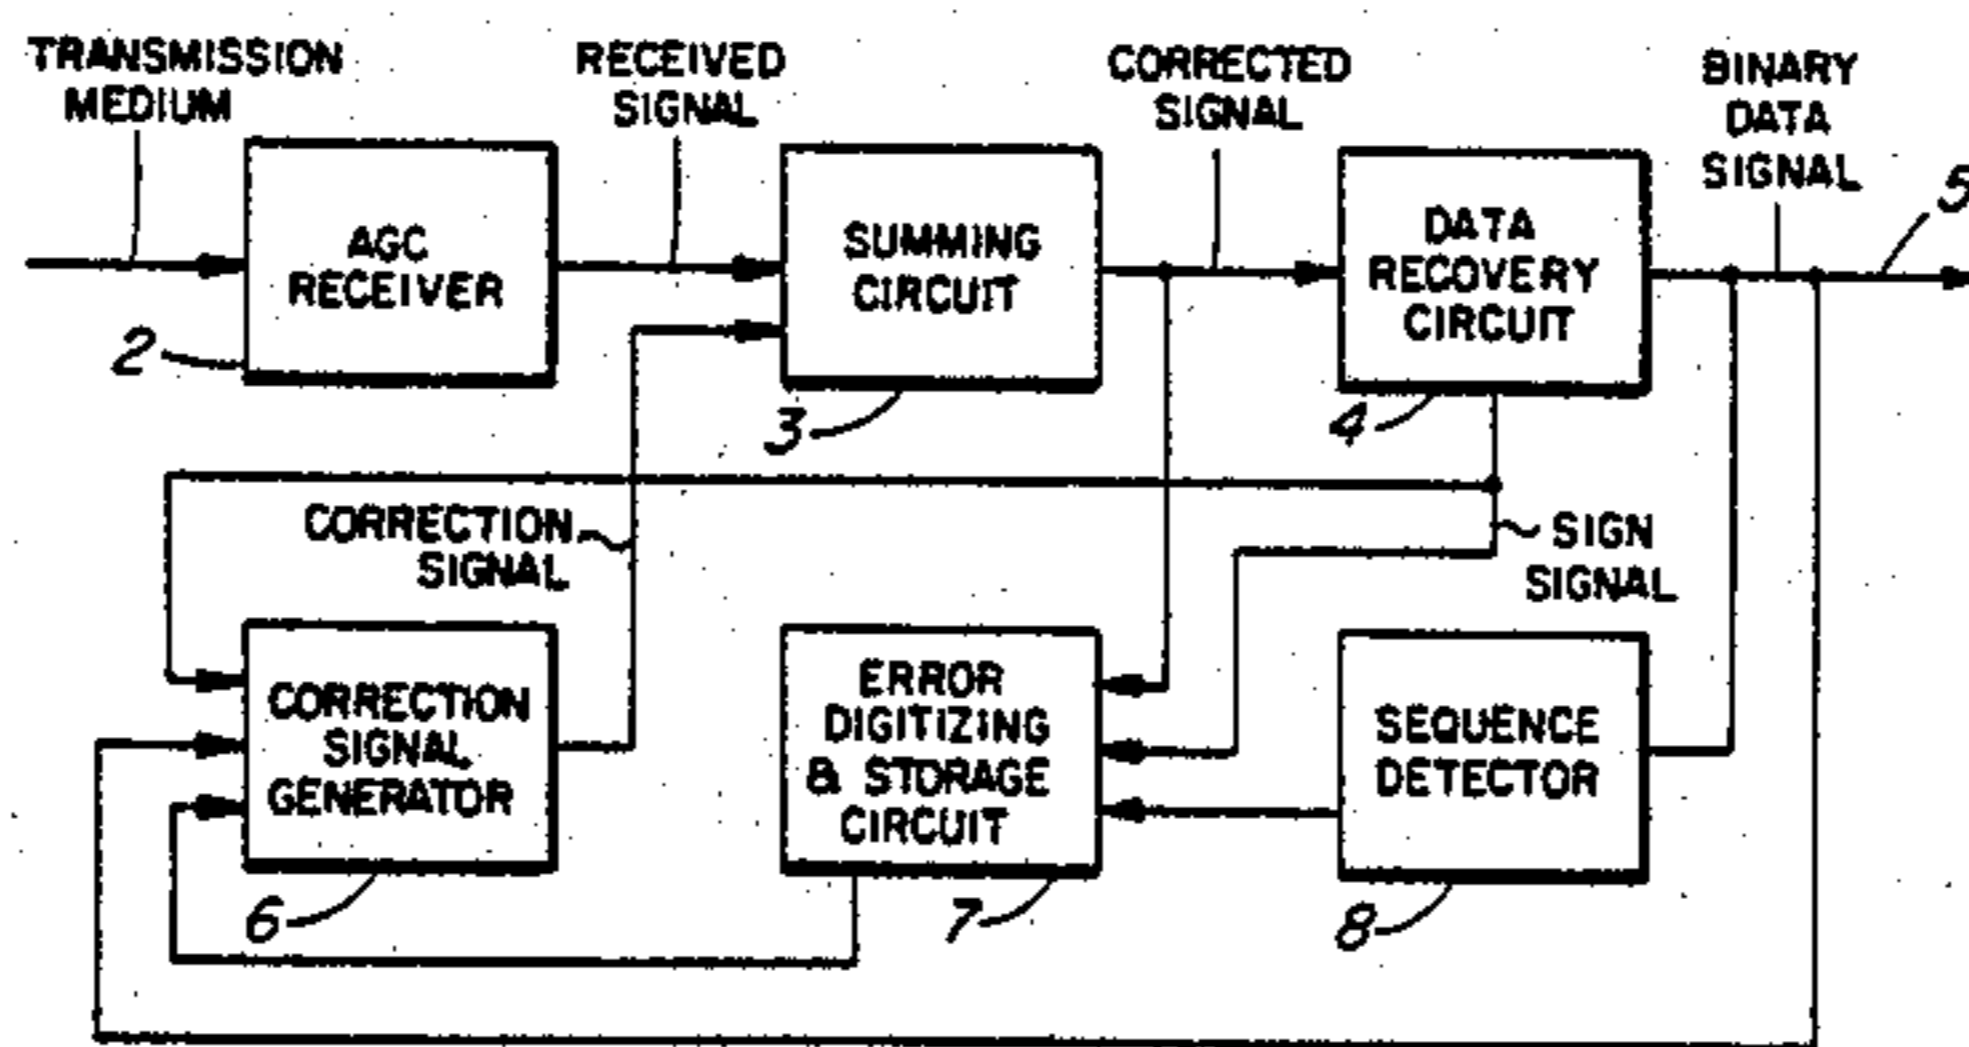 TRANSMISSION
MEDIUM
RECEIVED
SIGNAL
CORRECTED
SIGNAL
BINARY
DATA
SIGNAL
5
AGC
RECEIVER
2
SUMMING
CIRCUIT
3
DATA
RECOVERY
CIRCUIT
4
CORRECTION
SIGNAL
SIGN
SIGNAL
CORRECTION
SIGNAL
GENERATOR
6
ERROR
DIGITIZING
& STORAGE
CIRCUIT
7
SEQUENCE
DETECTOR
8